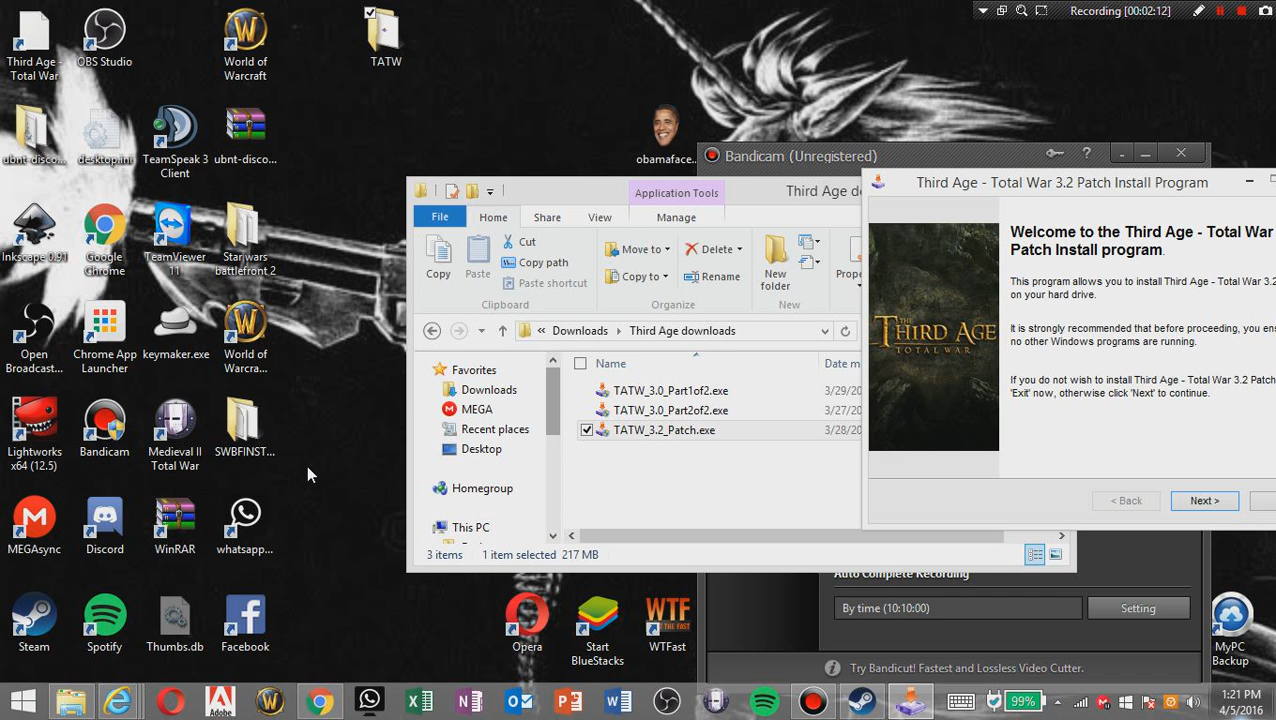 Recording [00:02:12]
Third Age -
Total War
OBS Studio
World of
Warcraft
TATW
ubnt-disco...
desktop.ini
TeamSpeak 3
Client
ubnt-disco...
obamaface...
Inkscape 0.91
Google
Chrome
TeamViewer
11
Star wars
battlefront 2
Open
Broadcast...
Chrome App
Launcher
keymaker.exe
World of
Warcra...
Lightworks
x64 (12.5)
Bandicam
Medieval II
Total War
SWBFINST...
MEGAsync
Discord
WinRAR
whatsapp...
Steam
Spotify
Thumbs.db
Facebook
Opera
Start
BlueStacks
WTF
WTFast
MyPC
Backup
Bandicam (Unregistered)
Application Tools
Third Age do
File
Home
Share
View
Manage
Copy
Paste
Cut
Copy path
Paste shortcut
Clipboard
Move to
Copy to
Delete
Rename
Organize
New
folder
New
Prope
Downloads
Third Age downloads
Name
Date m
Favorites
Downloads
MEGA
Recent places
Desktop
Homegroup
This PC
TATW_3.0_Part1of2.exe
3/29/20
TATW_3.0_Part2of2.exe
3/27/20
TATW_3.2_Patch.exe
3/28/20
3 items
1 item selected 217 MB
Third Age - Total War 3.2 Patch Install Program
THE THIRD AGE
TOTAL WAR
Welcome to the Third Age - Total War
Patch Install program.
This program allows you to install Third Age - Total War 3.2
on your hard drive.
It is strongly recommended that before proceeding, you ens
no other Windows programs are running.
If you do not wish to install Third Age - Total War 3.2 Patch
'Exit' now, otherwise click 'Next' to continue.
< Back
Next >
Auto Complete Recording
By time (10:10:00)
Setting
Try Bandicut! Fastest and Lossless Video Cutter.
Adobe
99%
1:21 PM
4/5/2016